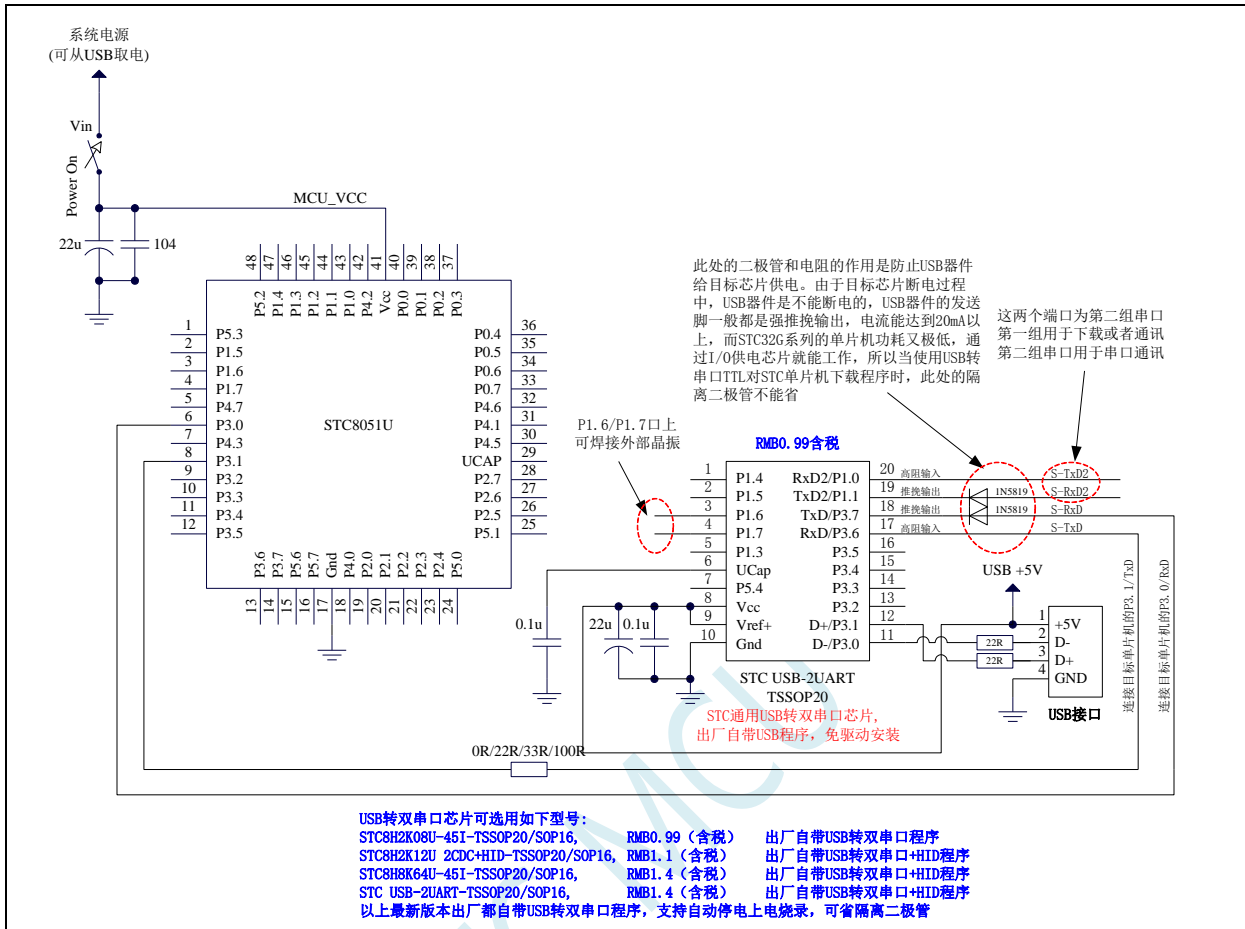 系统电源
(可从USB取电)
Vin
Power On
22u
104
MCU_VCC
48 47 46 45 44 43 42 41 40 39 38 37
P5.2 P1.4 P1.3 P1.2 P1.1 P1.0 P4.2 Vcc P0.0 P0.1 P0.2 P0.3
1 P5.3
2 P1.5
3 P1.6
4 P1.7
5 P4.7
6 P3.0
7 P4.3
8 P3.1
9 P3.2
10 P3.3
11 P3.4
12 P3.5
STC8051U
P0.4 36
P0.5 35
P0.6 34
P0.7 33
P4.6 32
P4.1 31
P4.5 30
UCAP 29
P2.7 28
P2.6 27
P2.5 26
P5.1 25
P3.6 P3.7 P5.6 P5.7 Gnd P4.0 P2.0 P2.1 P2.2 P2.3 P2.4 P5.0
13 14 15 16 17 18 19 20 21 22 23 24
此处的二极管和电阻的作用是防止USB器件
给目标芯片供电。由于目标芯片断电过程
中，USB器件是不能断电的，USB器件的发送
脚一般都是强推挽输出，电流能达到20mA以
上，而STC32G系列的单片机功耗又极低，通
过I/O供电芯片就能工作，所以当使用USB转
串口TTL对STC单片机下载程序时，此处的隔
离二极管不能省
这两个端口为第二组串口
第一组用于下载或者通讯
第二组串口用于串口通讯
P1.6/P1.7口上
可焊接外部晶振
RMB0.99含税
1 P1.4
2 P1.5
3 P1.6
4 P1.7
5 P1.3
6 UCap
7 P5.4
8 Vcc
9 Vref+
10 Gnd
RxD2/P1.0 20 高阻输入 S-TxD2
TxD2/P1.1 19 推挽输出 1N5819 S-RxD2
TxD/P3.7 18 推挽输出 1N5819 S-RxD
RxD/P3.6 17 高阻输入 S-TxD
P3.5 16
P3.4 15
P3.3 14
P3.2 13
D+/P3.1 12
D-/P3.0 11
0.1u
22u
0.1u
22R
22R
USB +5V
1 +5V
2 D-
3 D+
4 GND
USB接口
连接目标单片机的P3.1/TxD
连接目标单片机的P3.0/RxD
STC USB-2UART
TSSOP20
STC通用USB转双串口芯片,
出厂自带USB程序，免驱动安装
0R/22R/33R/100R
MCU
USB转双串口芯片可选用如下型号:
STC8H2K08U-45I-TSSOP20/SOP16, RMB0.99（含税） 出厂自带USB转双串口程序
STC8H2K12U 2CDC+HID-TSSOP20/SOP16, RMB1.1（含税） 出厂自带USB转双串口+HID程序
STC8H8K64U-45I-TSSOP20/SOP16, RMB1.4（含税） 出厂自带USB转双串口+HID程序
STC USB-2UART-TSSOP20/SOP16, RMB1.4（含税） 出厂自带USB转双串口+HID程序
以上最新版本出厂都自带USB转双串口程序，支持自动停电上电烧录，可省隔离二极管